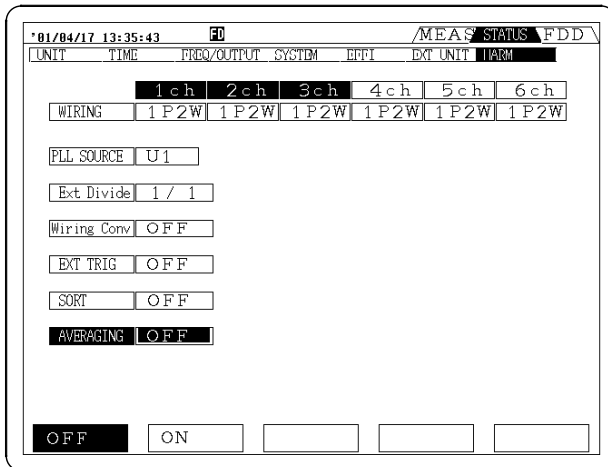 '01/04/17 13:35:43 FD MEAS STATUS FDD
UNIT TIME FREQ/OUTPUT SYSTEM EFFI EXT UNIT HARM
1ch 2ch 3ch 4ch 5ch 6ch
WIRING 1P2W 1P2W 1P2W 1P2W 1P2W 1P2W
PLL SOURCE U1
Ext Divide 1/ 1
Wiring Conv OFF
EXT TRIG OFF
SORT OFF
AVERAGING OFF
OFF ON